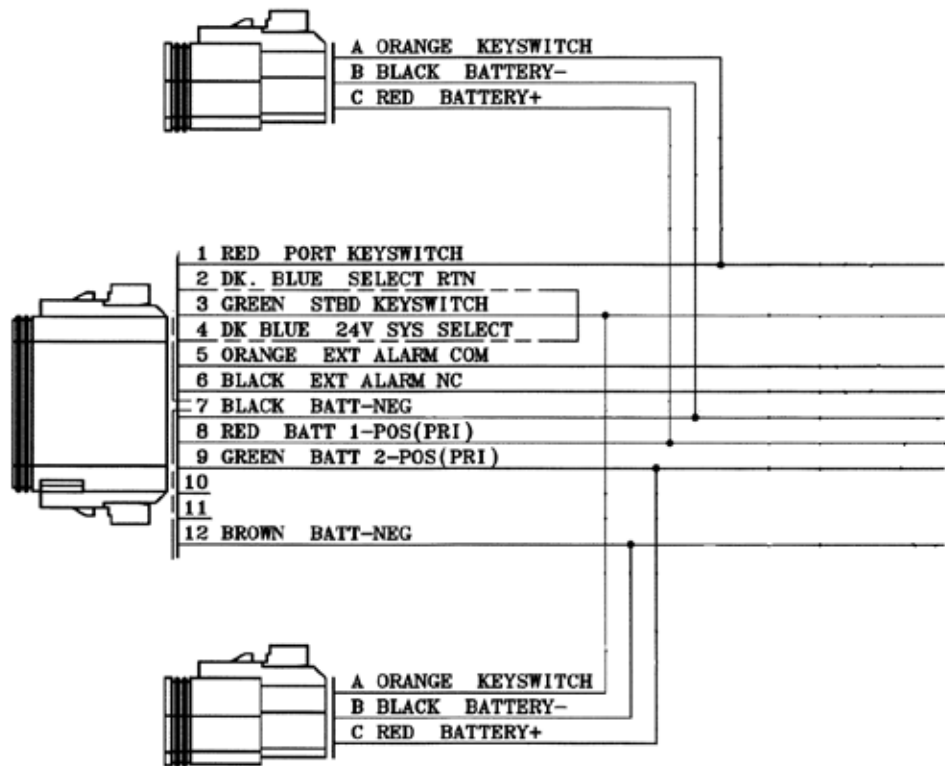 A ORANGE KEYSWITCH
B BLACK BATTERY-
C RED BATTERY+
1 RED PORT KEYSWITCH
2 DK. BLUE SELECT RTN
3 GREEN STBD KEYSWITCH
4 DK BLUE 24V SYS SELECT
5 ORANGE EXT ALARM COM
6 BLACK EXT ALARM NC
7 BLACK BATT-NEG
8 RED BATT 1-POS(PRI)
9 GREEN BATT 2-POS(PRI)
10
11
12 BROWN BATT-NEG
A ORANGE KEYSWITCH
B BLACK BATTERY-
C RED BATTERY+